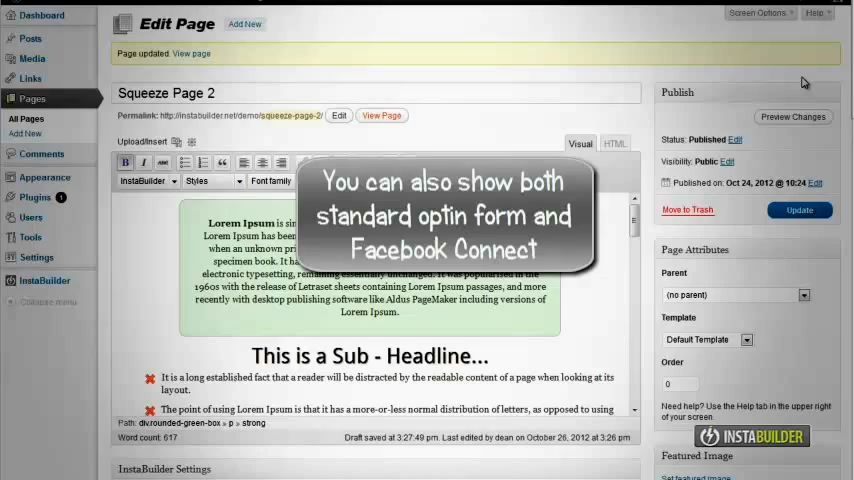 Dashboard
Posts
Media
Links
Pages
All Pages
Add New
Comments
Appearance
Plugins 1
Users
Tools
Settings
InstaBuilder
Collapse menu
Edit Page Add New
Screen Options Help
Page updated. View page
Squeeze Page 2
Permalink: http://instabuilder.net/demo/squeeze-page-2/ Edit View Page
Upload/Insert
Visual HTML
B I ABC
InstaBuilder Styles Font family
Lorem Ipsum is sim
Lorem Ipsum has bee
when an unknown pri
specimen book. It ha
electronic typesetting, remaining essentially unchanged. It was popularised in the
1960s with the release of Letraset sheets containing Lorem Ipsum passages, and more
recently with desktop publishing software like Aldus PageMaker including versions of
Lorem Ipsum.
You can also show both
standard optin form and
Facebook Connect
This is a Sub - Headline...
It is a long established fact that a reader will be distracted by the readable content of a page when looking at its
layout.
The point of using Lorem Ipsum is that it has a more-or-less normal distribution of letters, as opposed to using
Path: div.rounded-green-box » p » strong
Word count: 617
Draft saved at 3:27:49 pm. Last edited by dean on October 26, 2012 at 3:26 pm
InstaBuilder Settings
Publish
Preview Changes
Status: Published Edit
Visibility: Public Edit
Published on: Oct 24, 2012 @ 10:24 Edit
Move to Trash
Update
Page Attributes
Parent
(no parent)
Template
Default Template
Order
0
Need help? Use the Help tab in the upper right
of your screen.
INSTABUILDER
Featured Image
Set featured image